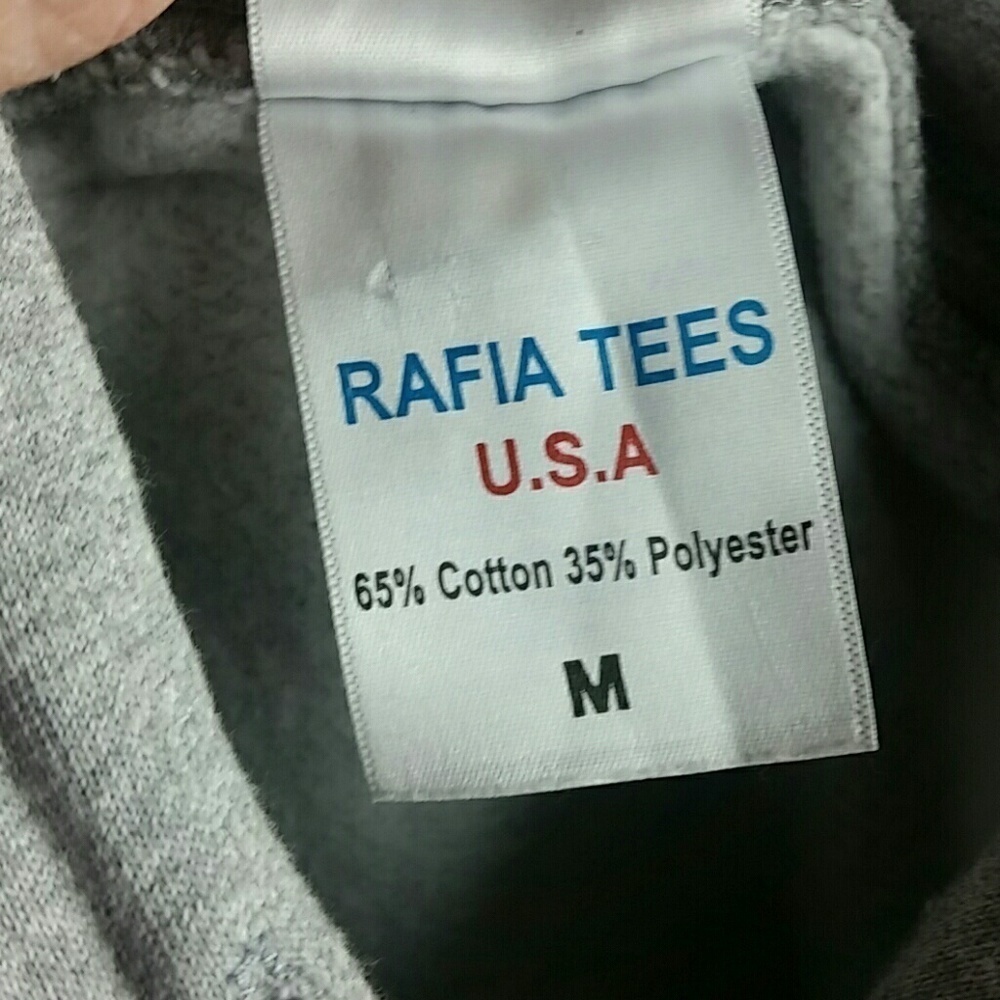 RAFIA TEES
U.S.A
65% Cotton 35% Polyester
M